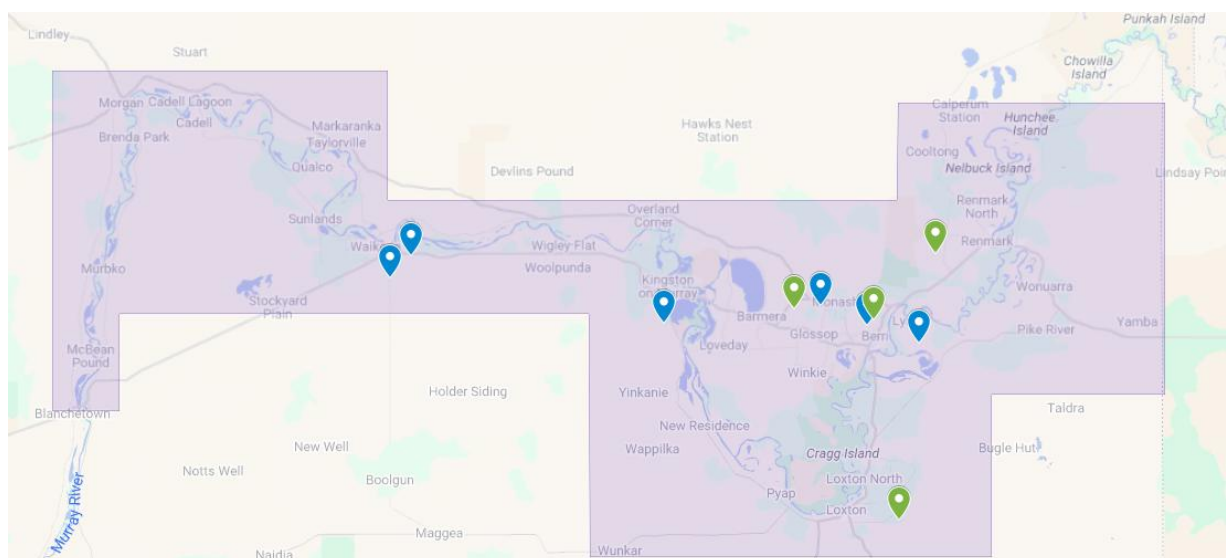 Punkah Island
Lindley
Stuart
Chowilla
Island
Morgan
Cadell Lagoon
Calperum
Station
Hunchee
Island
Cadell
Markaranka
Hawks Nest
Station
Brenda Park
Taylorville
Cooltong
Qualco
Devlins Pound
Nelbuck Island
Lindsay Poin
Sunlands
Overland
Corner
Renmark
North
Waik
Wigley Flat
Renmark
Murbko
Woolpunda
Kingston
on Murray
Wonuarra
Stockyard
Plain
Monash
Barmera
Ly
Yamba
Glossop
Berri
Pike River
McBean
Pound
Loveday
Winkie
Holder Siding
Yinkanie
Taldra
Blanchetown
New Residence
New Well
Wappilka
Cragg Island
Bugle Hut
Notts Well
Boolgun
Loxton North
Pyap
Loxton
Murray River
Maggea
Wunkar
Naidia